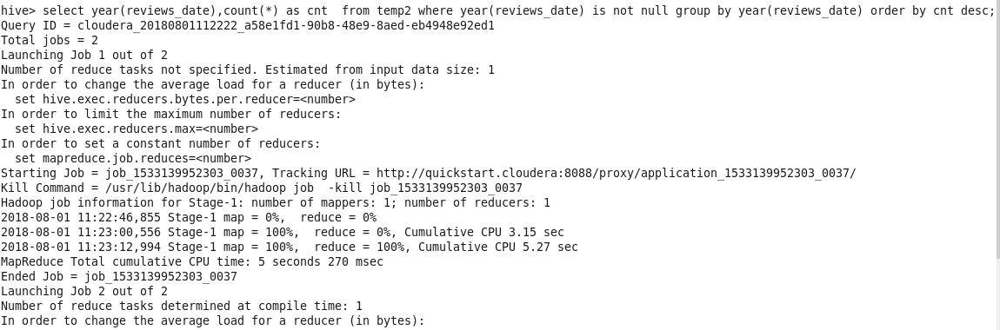 hive> select year(reviews_date),count(*) as cnt  from temp2 where year(reviews_date) is not null group by year(reviews_date) order by cnt desc;
Query ID = cloudera_20180801112222_a58e1fd1-90b8-48e9-8aed-eb4948e92ed1
Total jobs = 2
Launching Job 1 out of 2
Number of reduce tasks not specified. Estimated from input data size: 1
In order to change the average load for a reducer (in bytes):
  set hive.exec.reducers.bytes.per.reducer=<number>
In order to limit the maximum number of reducers:
  set hive.exec.reducers.max=<number>
In order to set a constant number of reducers:
  set mapreduce.job.reduces=<number>
Starting Job = job_1533139952303_0037, Tracking URL = http://quickstart.cloudera:8088/proxy/application_1533139952303_0037/
Kill Command = /usr/lib/hadoop/bin/hadoop job  -kill job_1533139952303_0037
Hadoop job information for Stage-1: number of mappers: 1; number of reducers: 1
2018-08-01 11:22:46,855 Stage-1 map = 0%,  reduce = 0%
2018-08-01 11:23:00,556 Stage-1 map = 100%,  reduce = 0%, Cumulative CPU 3.15 sec
2018-08-01 11:23:12,994 Stage-1 map = 100%,  reduce = 100%, Cumulative CPU 5.27 sec
MapReduce Total cumulative CPU time: 5 seconds 270 msec
Ended Job = job_1533139952303_0037
Launching Job 2 out of 2
Number of reduce tasks determined at compile time: 1
In order to change the average load for a reducer (in bytes):